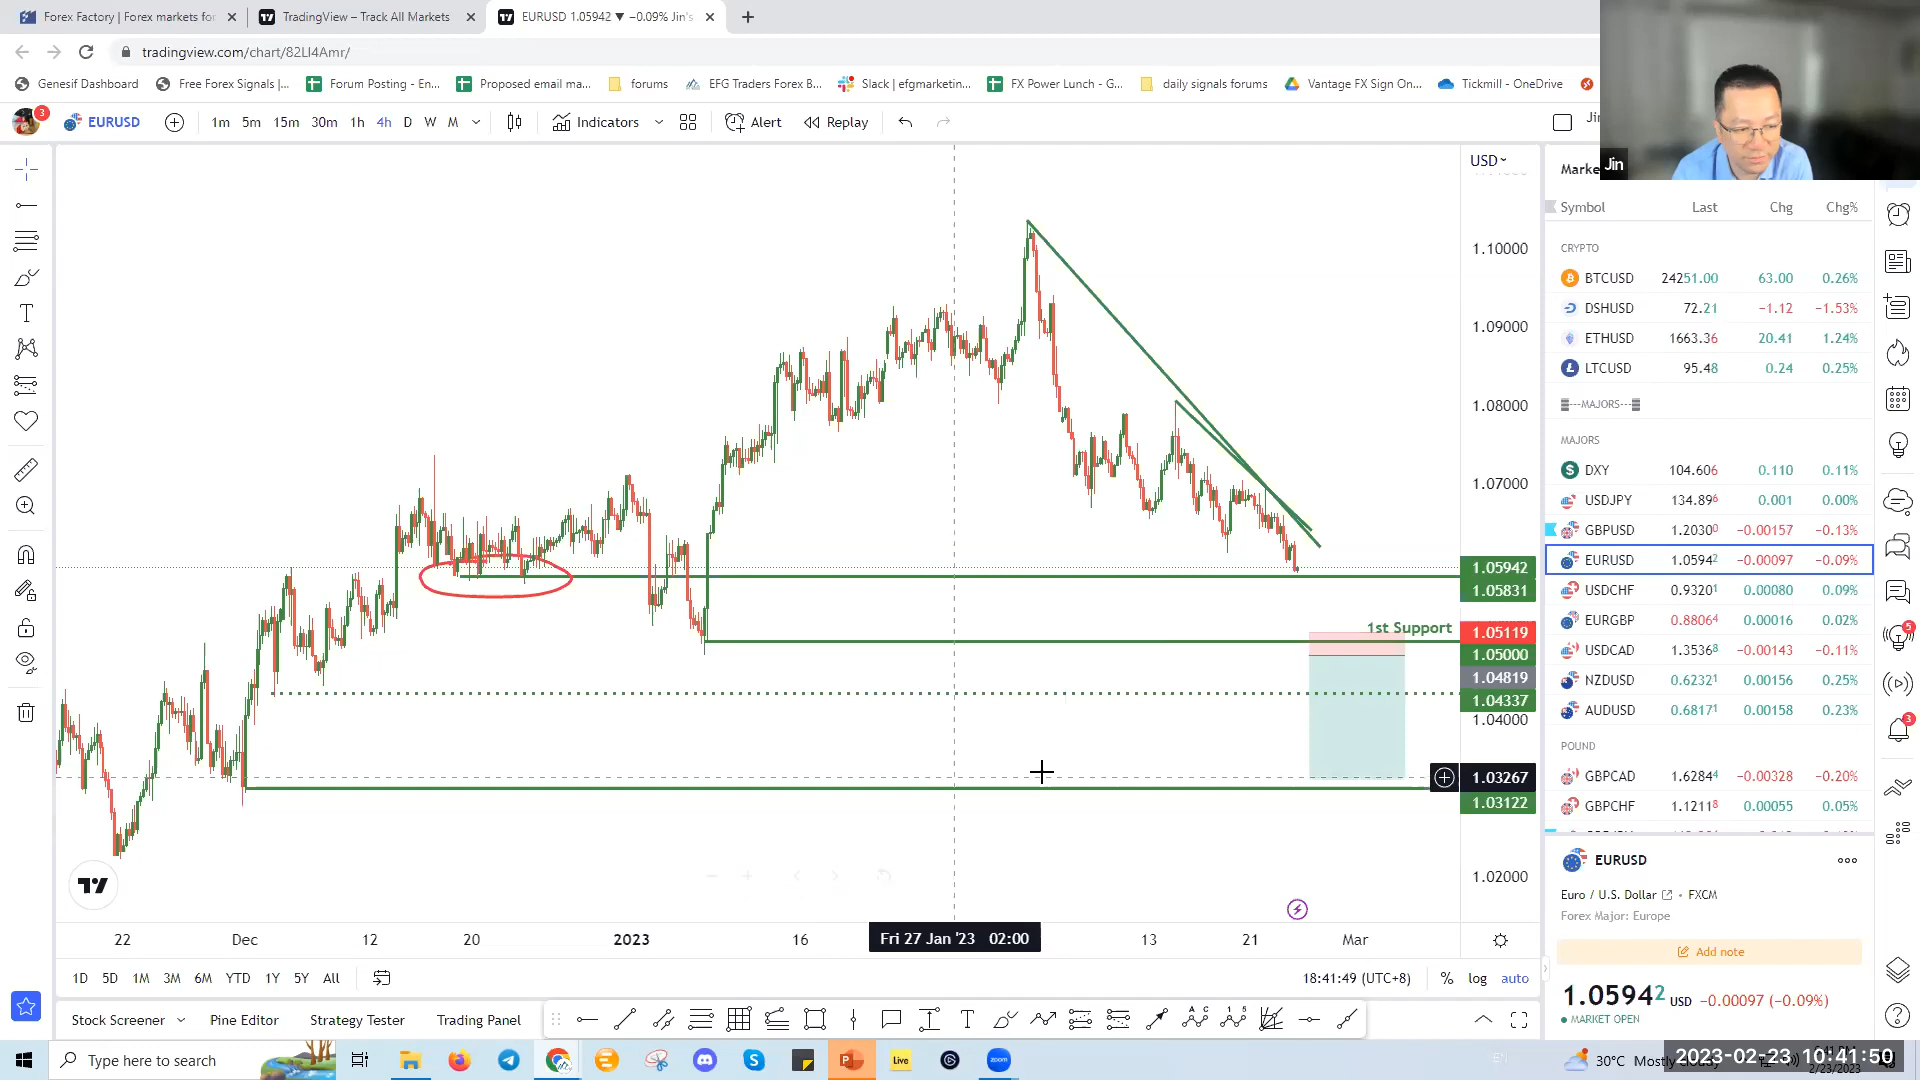 Forex Factory | Forex markets for
TradingView – Track All Markets
EURUSD 1.05942 ▼ −0.09% Jin's
tradingview.com/chart/82LI4Amr/
Genesif Dashboard
Free Forex Signals |...
Forum Posting - En...
Proposed email ma...
forums
EFG Traders Forex B...
Slack | efgmarketin...
FX Power Lunch - G...
daily signals forums
Vantage FX Sign On...
Tickmill - OneDrive
3
EURUSD
1m 5m 15m 30m 1h 4h D W M
Indicators
Alert
Replay
Jin
USD
1.10000
1.09000
1.08000
1.07000
1.05942
1.05831
1st Support
1.05119
1.05000
1.04819
1.04337
1.04000
1.03267
1.03122
1.02000
22 Dec 12 20 2023 16 Fri 27 Jan '23 02:00 13 21 Mar
1D 5D 1M 3M 6M YTD 1Y 5Y All
18:41:49 (UTC+8)
% log auto
Stock Screener
Pine Editor
Strategy Tester
Trading Panel
Symbol Last Chg Chg%
CRYPTO
BTCUSD 24251.00 63.00 0.26%
DSHUSD 72.21 −1.12 −1.53%
ETHUSD 1663.36 20.41 1.24%
LTCUSD 95.48 0.24 0.25%
---MAJORS---
MAJORS
DXY 104.606 0.110 0.11%
USDJPY 134.896 0.001 0.00%
GBPUSD 1.20300 −0.00157 −0.13%
EURUSD 1.05942 −0.00097 −0.09%
USDCHF 0.93201 0.00080 0.09%
EURGBP 0.88064 0.00016 0.02%
USDCAD 1.35368 −0.00143 −0.11%
NZDUSD 0.62321 0.00156 0.25%
AUDUSD 0.68171 0.00158 0.23%
POUND
GBPCAD 1.62844 −0.00328 −0.20%
GBPCHF 1.12118 0.00055 0.05%
EURUSD
Euro / U.S. Dollar • FXCM
Forex Major: Europe
Add note
1.05942 USD −0.00097 (−0.09%)
MARKET OPEN
5
3
Type here to search
Live
zoom
30°C Mostly
2023-02-23 10:41:50
2/23/2023